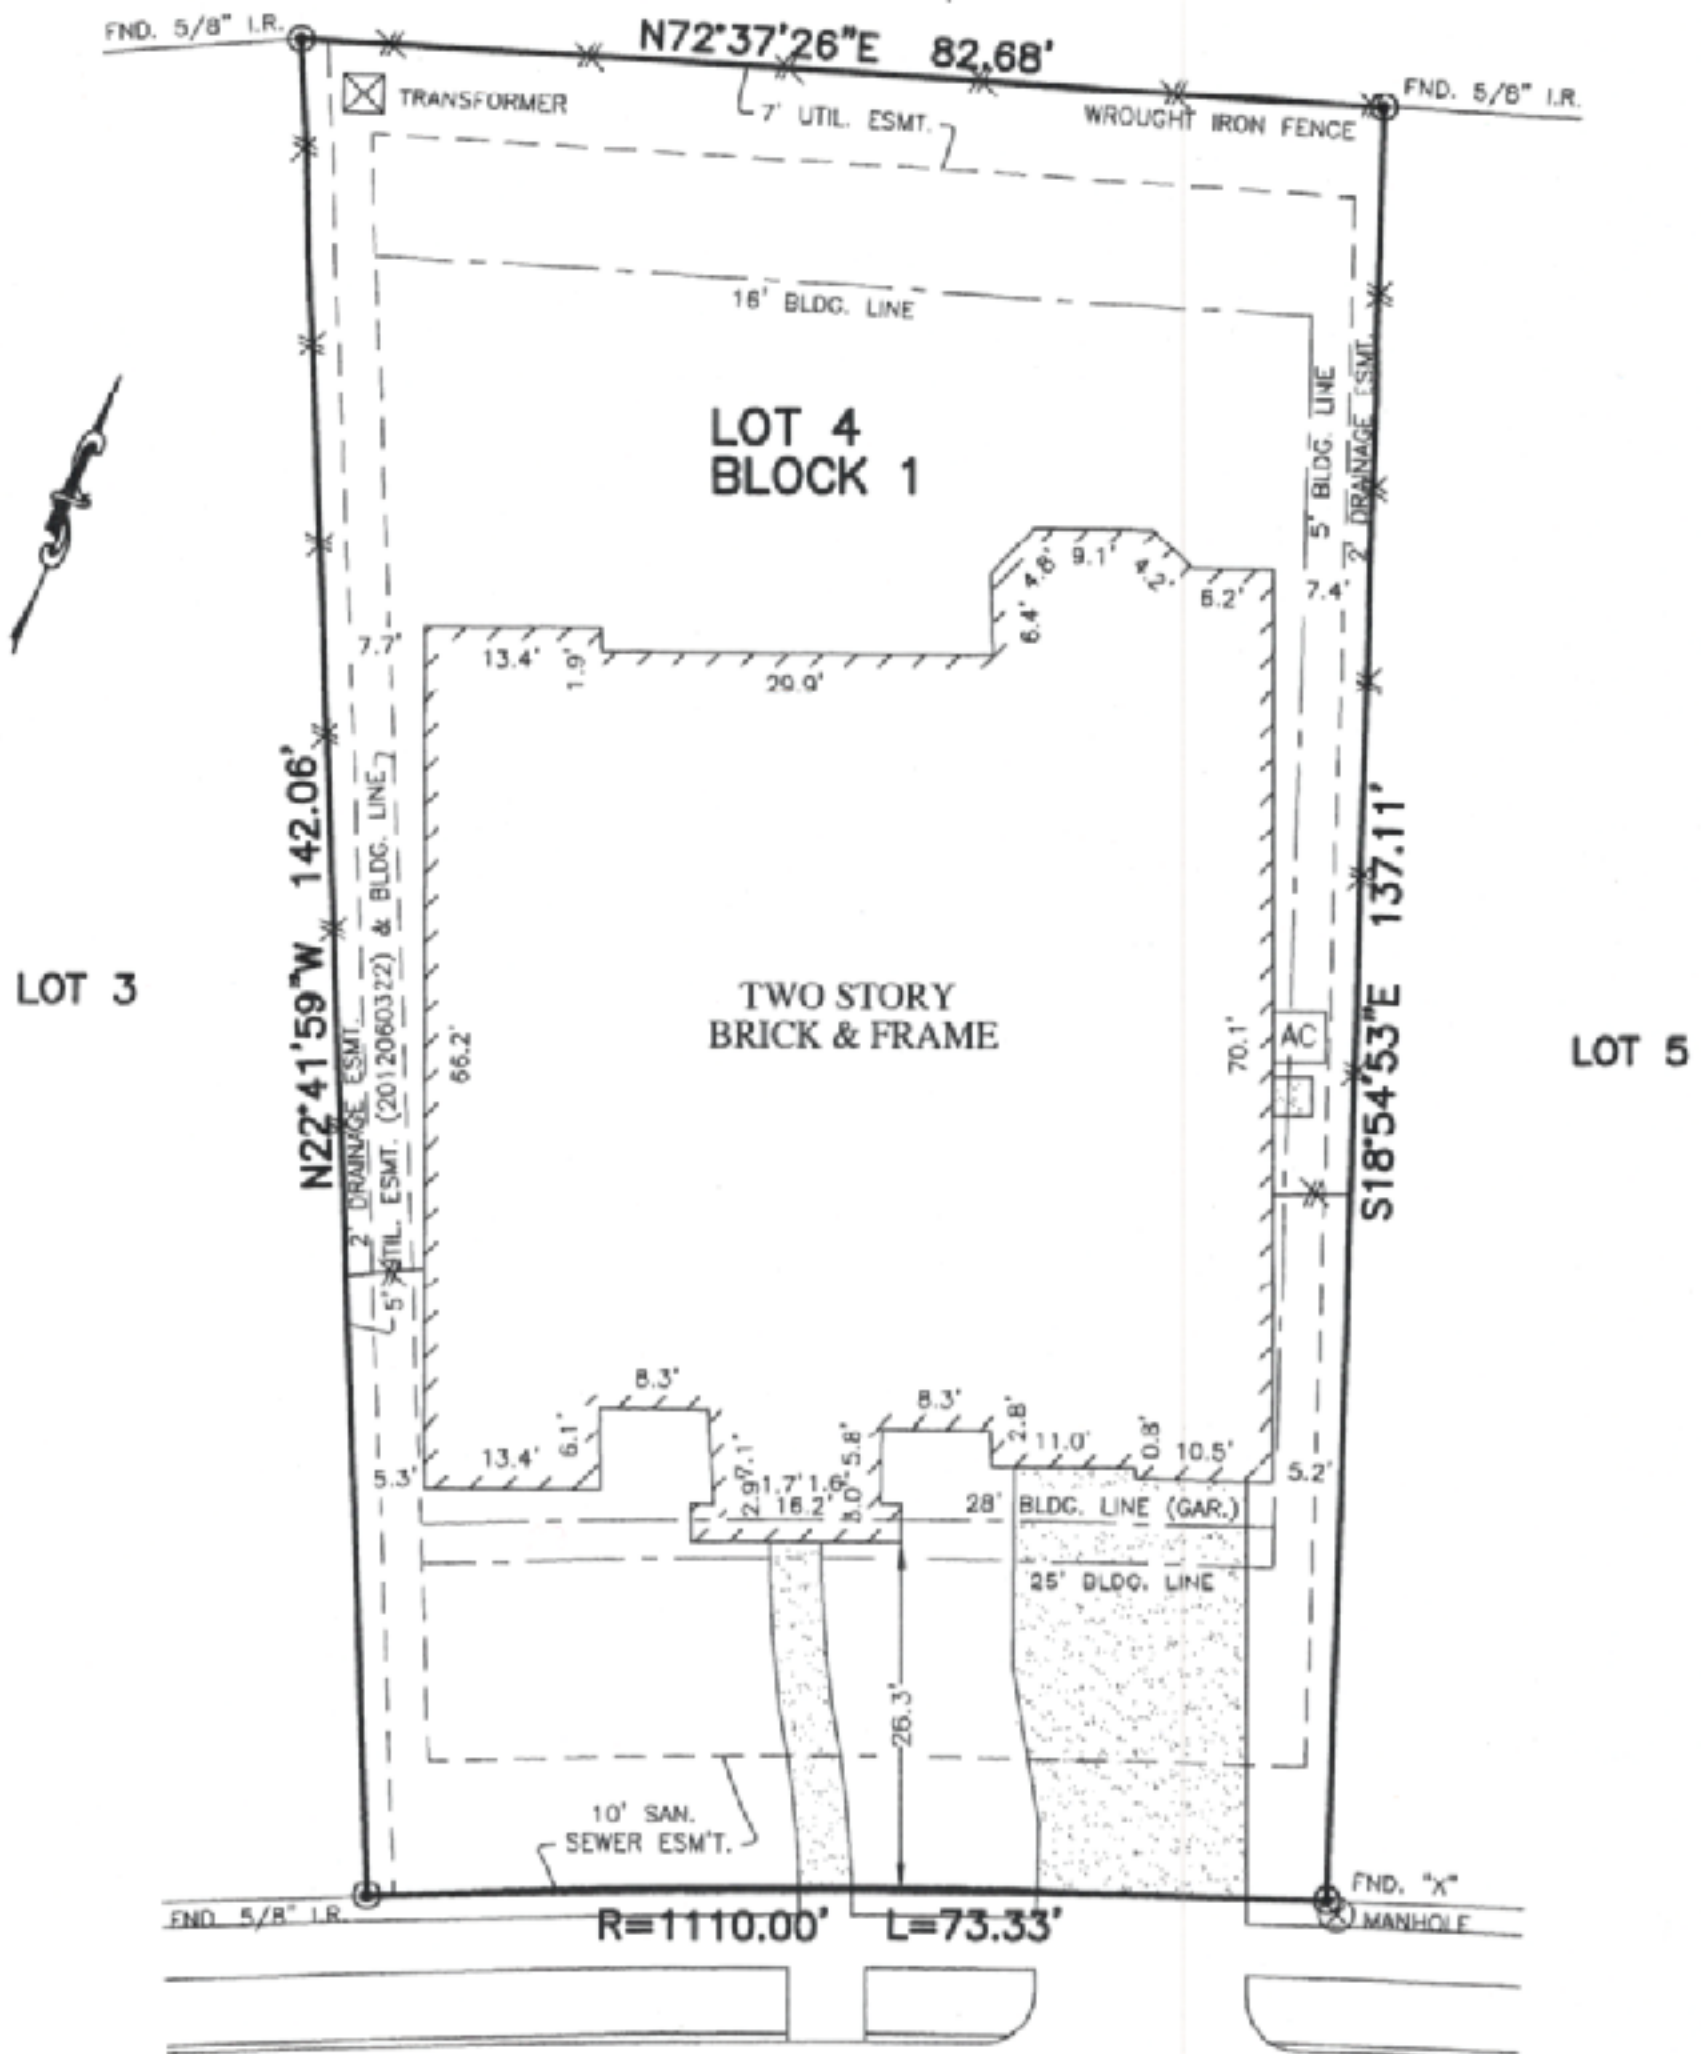 FND. 5/8" I.R.
N72°37'26"E 82.68'
FND. 5/8" I.R.
TRANSFORMER
7' UTIL. ESMT.
WROUGHT IRON FENCE
16' BLDG. LINE
LOT 4
BLOCK 1
5' BLDG. LINE
2' DRAINAGE ESMT.
4.8'
9.1'
4.2'
6.2'
7.4'
6.4'
7.7'
13.4'
1.9'
29.9'
N22°41'59"W 142.06'
2' DRAINAGE ESMT.
5' UTIL. ESMT. (2012060322) & BLDG. LINE
S18°54'53"E 137.11'
LOT 3
TWO STORY
BRICK & FRAME
66.2'
70.1'
AC
LOT 5
8.3'
8.3'
13.4'
6.1'
7.1'
2.9'
1.7'
1.6'
16.2'
5.8'
3.0'
2.8'
11.0'
0.8'
10.5'
5.3'
5.2'
28' BLDG. LINE (GAR.)
25' BLDG. LINE
26.3'
10' SAN.
SEWER ESM'T.
FND. 5/8" I.R.
R=1110.00' L=73.33'
FND. "X"
MANHOLE